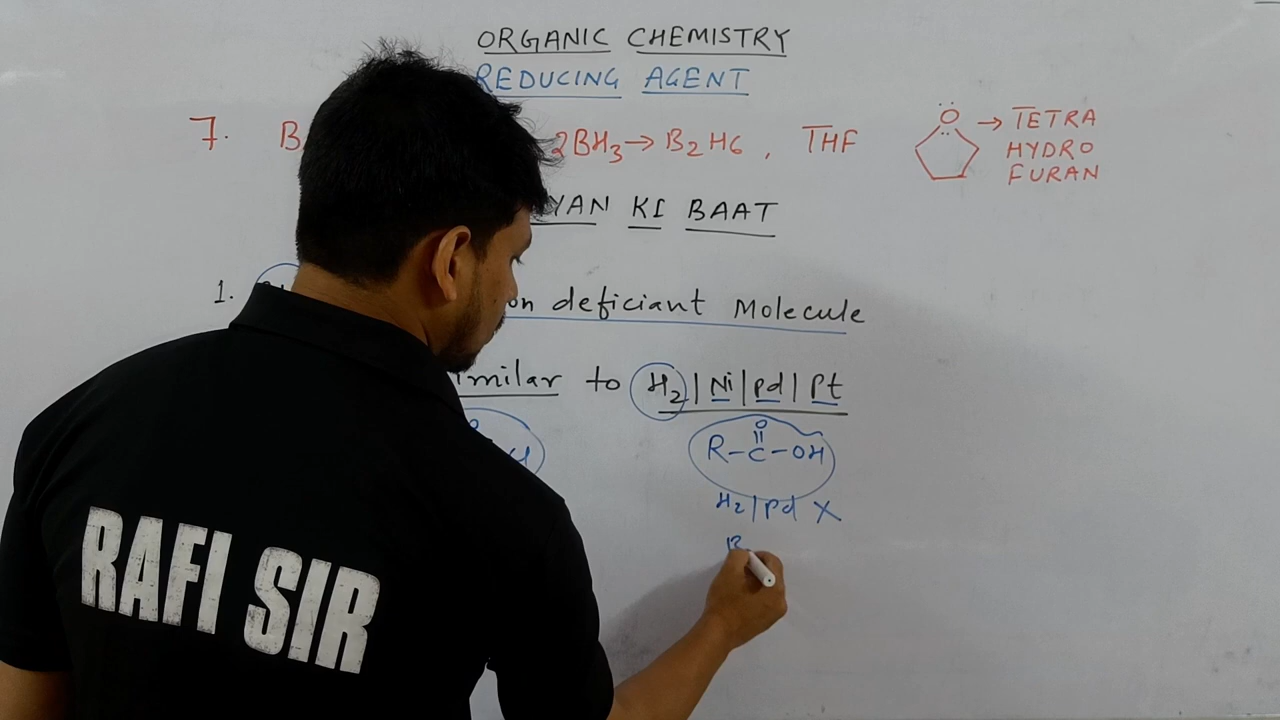 ORGANIC CHEMISTRY
REDUCING AGENT
7. B 2BH3→B2H6 , THF
Ö → TETRA
HYDRO
FURAN
YAN KI BAAT
1. on deficiant Molecule
imilar to H2|Ni|Pd|Pt
R-C-OH
O
H
H2|Pd X
B
RAFI SIR